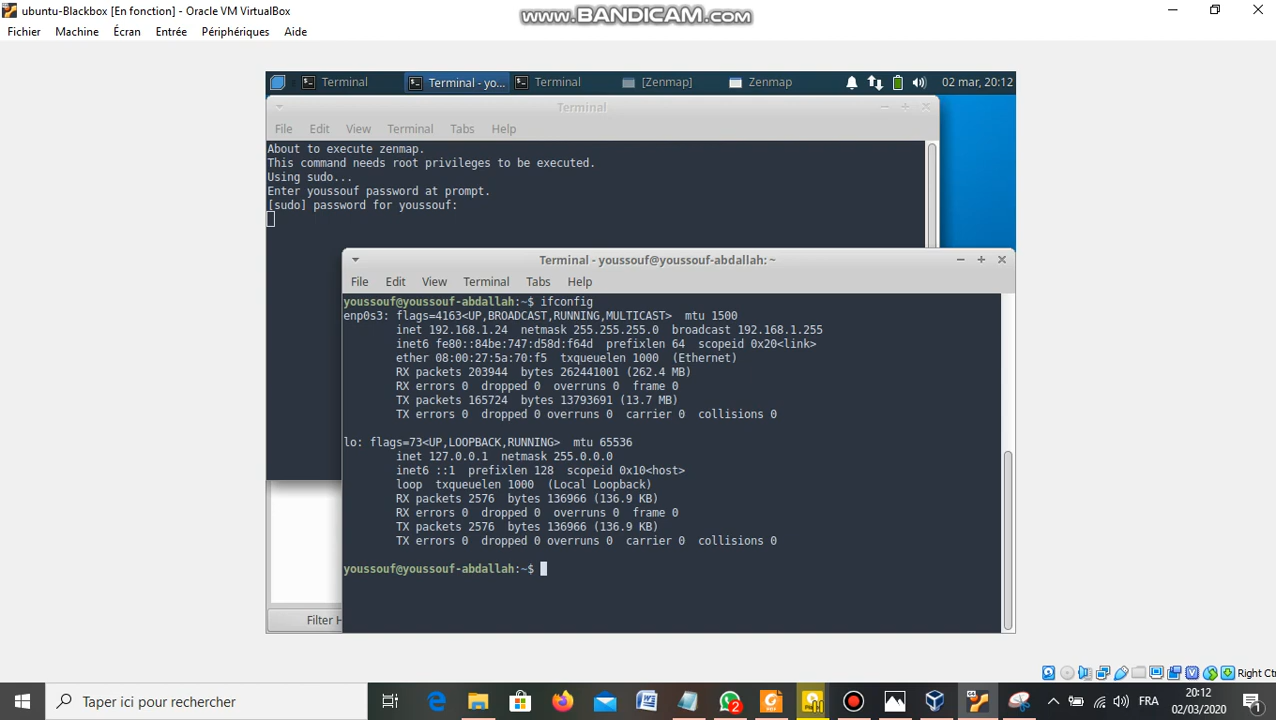 ubuntu-Blackbox [En fonction] - Oracle VM VirtualBox
www.BANDICAM.com
Fichier Machine Écran Entrée Périphériques Aide
Terminal Terminal - yo... Terminal [Zenmap] Zenmap 02 mar, 20:12
Terminal
File Edit View Terminal Tabs Help
About to execute zenmap.
This command needs root privileges to be executed.
Using sudo...
Enter youssouf password at prompt.
[sudo] password for youssouf:
Terminal - youssouf@youssouf-abdallah: ~
File Edit View Terminal Tabs Help
youssouf@youssouf-abdallah:~$ ifconfig
enp0s3: flags=4163<UP,BROADCAST,RUNNING,MULTICAST> mtu 1500
inet 192.168.1.24 netmask 255.255.255.0 broadcast 192.168.1.255
inet6 fe80::84be:747:d58d:f64d prefixlen 64 scopeid 0x20<link>
ether 08:00:27:5a:70:f5 txqueuelen 1000 (Ethernet)
RX packets 203944 bytes 262441001 (262.4 MB)
RX errors 0 dropped 0 overruns 0 frame 0
TX packets 165724 bytes 13793691 (13.7 MB)
TX errors 0 dropped 0 overruns 0 carrier 0 collisions 0
lo: flags=73<UP,LOOPBACK,RUNNING> mtu 65536
inet 127.0.0.1 netmask 255.0.0.0
inet6 ::1 prefixlen 128 scopeid 0x10<host>
loop txqueuelen 1000 (Local Loopback)
RX packets 2576 bytes 136966 (136.9 KB)
RX errors 0 dropped 0 overruns 0 frame 0
TX packets 2576 bytes 136966 (136.9 KB)
TX errors 0 dropped 0 overruns 0 carrier 0 collisions 0
youssouf@youssouf-abdallah:~$
Filter H
Right Ct
Taper ici pour rechercher
2
FRA
20:12
02/03/2020